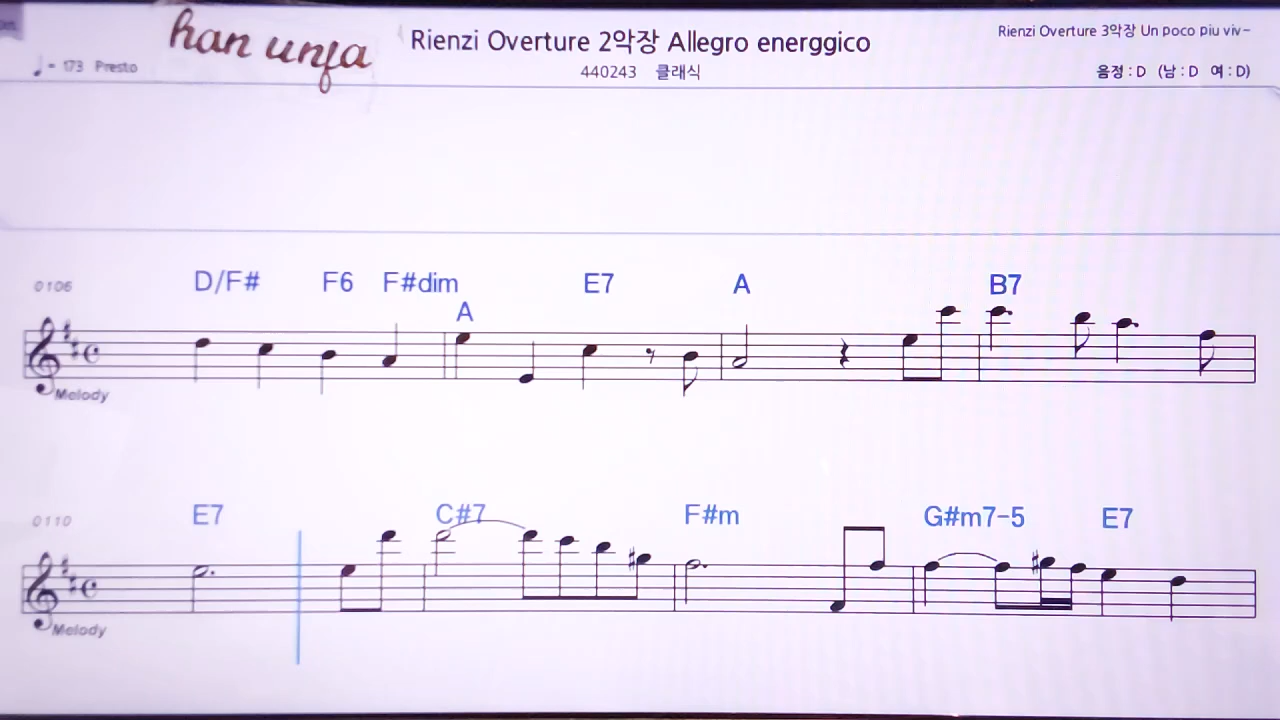 han unfa
Rienzi Overture 2악장 Allegro energgico
Rienzi Overture 3악장 Un poco piu viv~
= 173 Presto
440243 클래식
음정 : D (남 : D 여 : D)
0106
D/F# F6 F#dim E7 A B7
A
Melody
0110
E7 C#7 F#m G#m7-5 E7
Melody